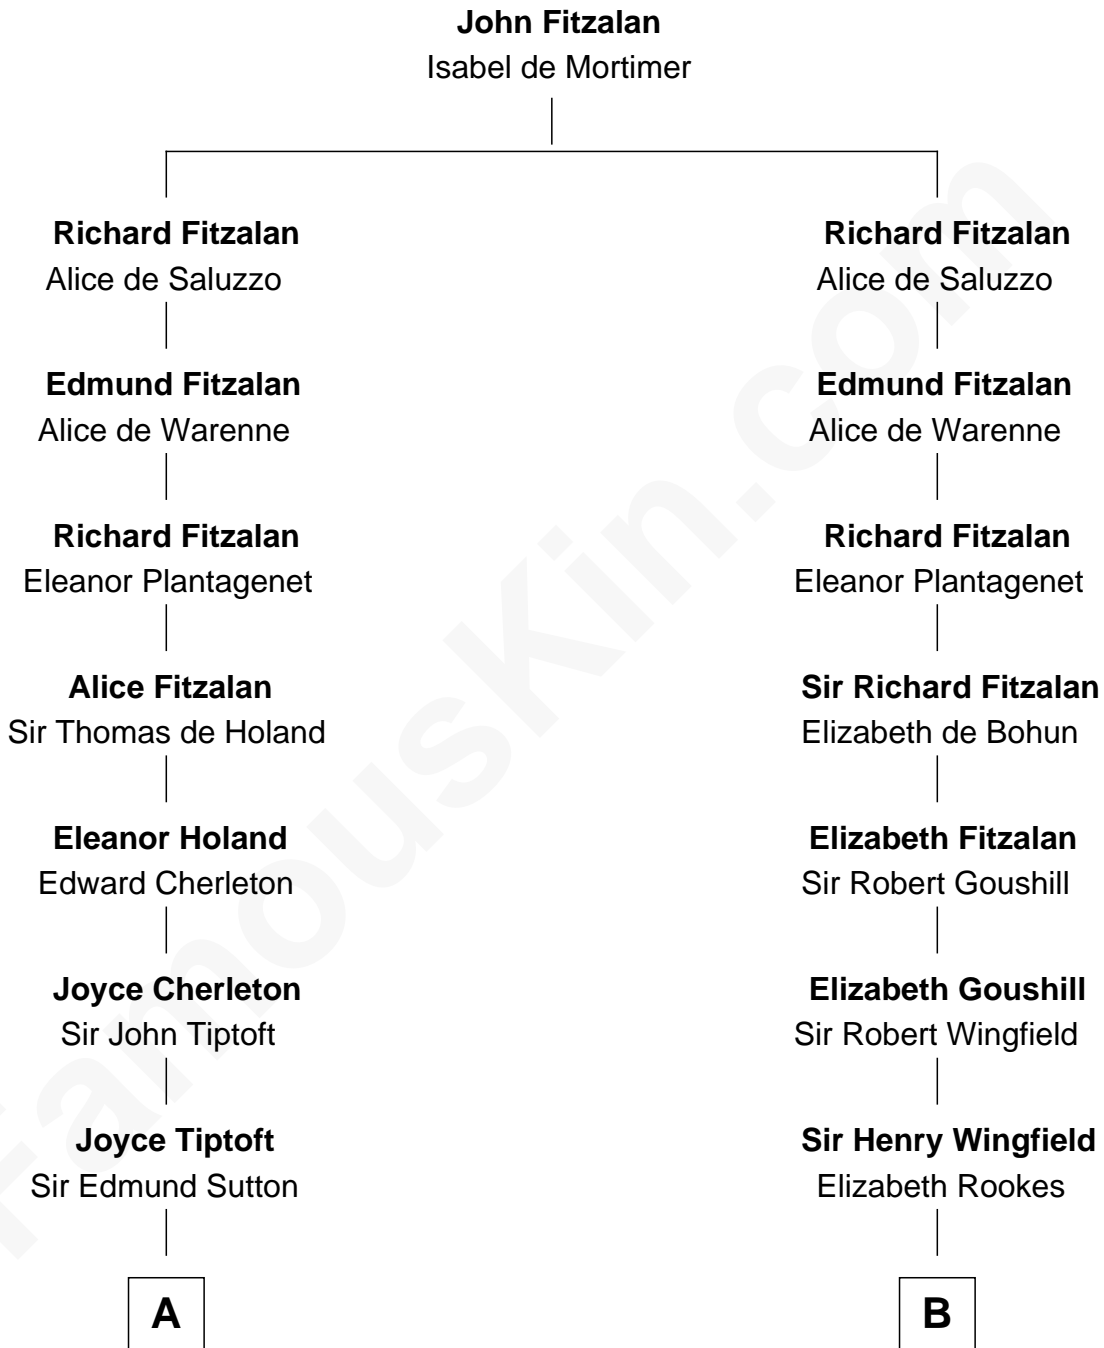 John Fitzalan
Isabel de Mortimer
Richard Fitzalan
Alice de Saluzzo
Richard Fitzalan
Alice de Saluzzo
Edmund Fitzalan
Alice de Warenne
Edmund Fitzalan
Alice de Warenne
Richard Fitzalan
Eleanor Plantagenet
Richard Fitzalan
Eleanor Plantagenet
Alice Fitzalan
Sir Thomas de Holand
Sir Richard Fitzalan
Elizabeth de Bohun
Eleanor Holand
Edward Cherleton
Elizabeth Fitzalan
Sir Robert Goushill
Joyce Cherleton
Sir John Tiptoft
Elizabeth Goushill
Sir Robert Wingfield
Joyce Tiptoft
Sir Edmund Sutton
Sir Henry Wingfield
Elizabeth Rookes
A
B
FamousKin.com